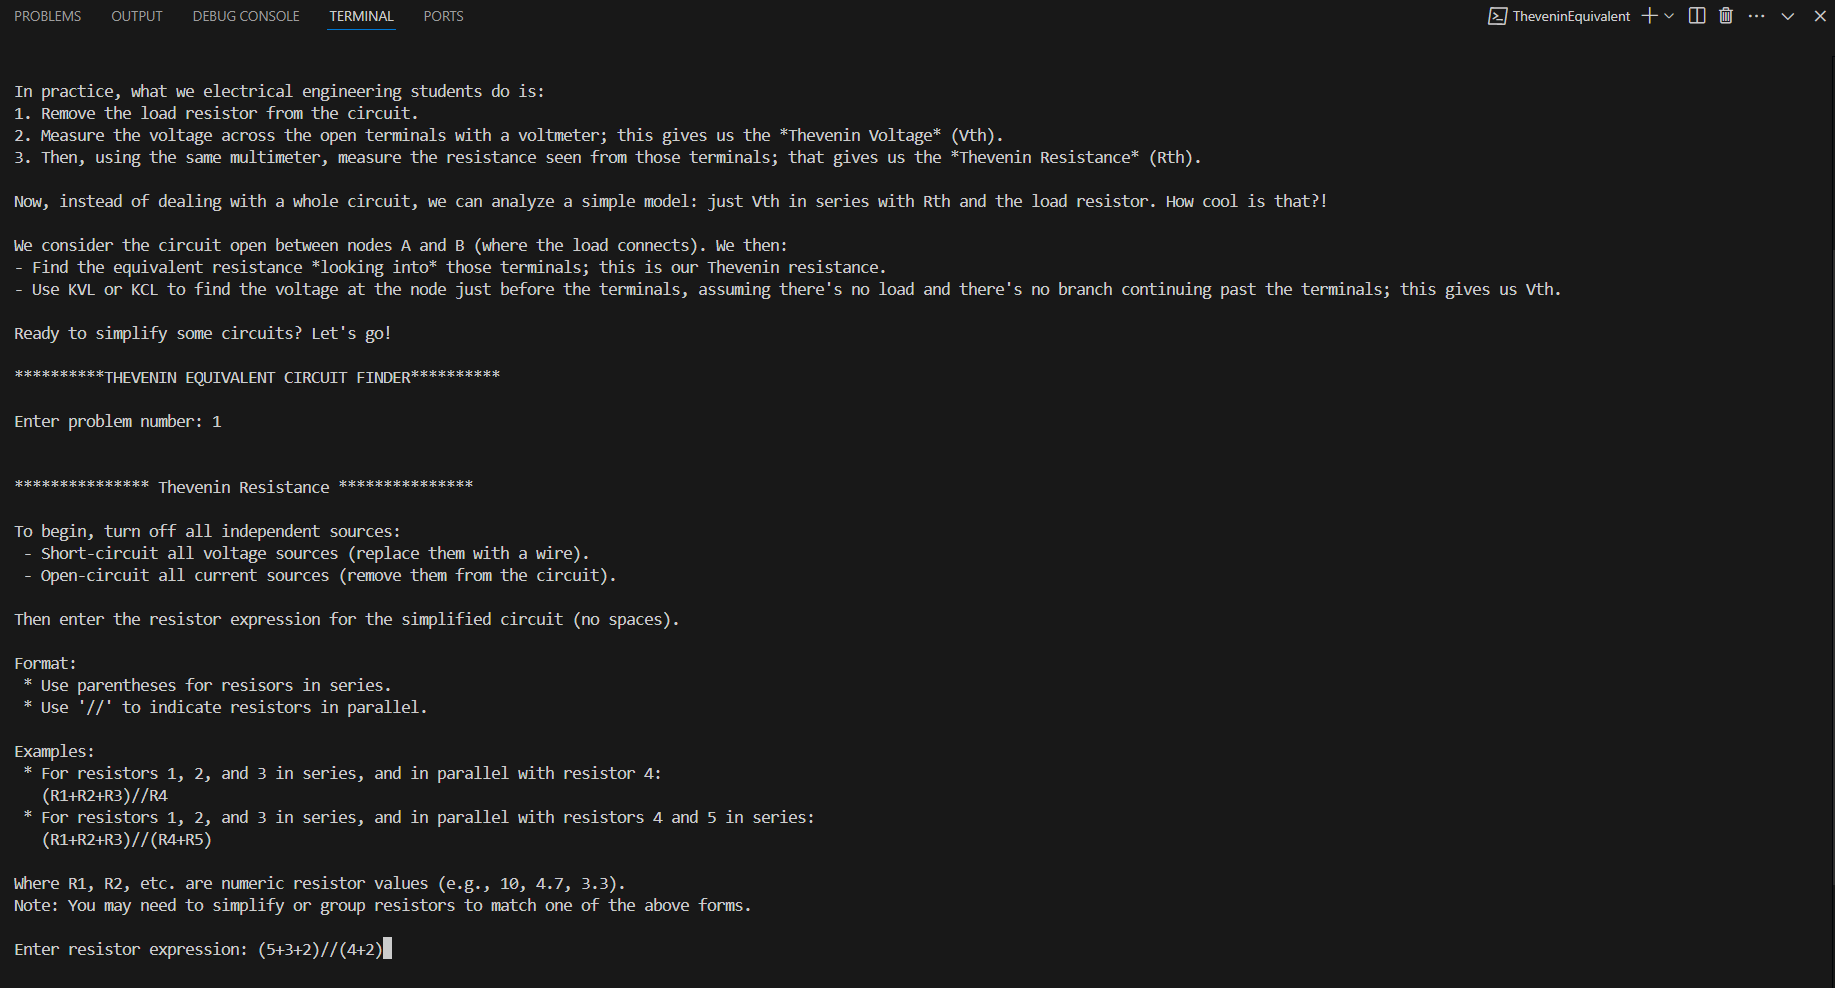 PROBLEMS OUTPUT DEBUG CONSOLE TERMINAL PORTS TheveninEquivalent
In practice, what we electrical engineering students do is:
1. Remove the load resistor from the circuit.
2. Measure the voltage across the open terminals with a voltmeter; this gives us the *Thevenin Voltage* (Vth).
3. Then, using the same multimeter, measure the resistance seen from those terminals; that gives us the *Thevenin Resistance* (Rth).
Now, instead of dealing with a whole circuit, we can analyze a simple model: just Vth in series with Rth and the load resistor. How cool is that?!
We consider the circuit open between nodes A and B (where the load connects). We then:
- Find the equivalent resistance *looking into* those terminals; this is our Thevenin resistance.
- Use KVL or KCL to find the voltage at the node just before the terminals, assuming there's no load and there's no branch continuing past the terminals; this gives us Vth.
Ready to simplify some circuits? Let's go!
**********THEVENIN EQUIVALENT CIRCUIT FINDER**********
Enter problem number: 1
*************** Thevenin Resistance ***************
To begin, turn off all independent sources:
- Short-circuit all voltage sources (replace them with a wire).
- Open-circuit all current sources (remove them from the circuit).
Then enter the resistor expression for the simplified circuit (no spaces).
Format:
* Use parentheses for resisors in series.
* Use '//' to indicate resistors in parallel.
Examples:
* For resistors 1, 2, and 3 in series, and in parallel with resistor 4:
(R1+R2+R3)//R4
* For resistors 1, 2, and 3 in series, and in parallel with resistors 4 and 5 in series:
(R1+R2+R3)//(R4+R5)
Where R1, R2, etc. are numeric resistor values (e.g., 10, 4.7, 3.3).
Note: You may need to simplify or group resistors to match one of the above forms.
Enter resistor expression: (5+3+2)//(4+2)